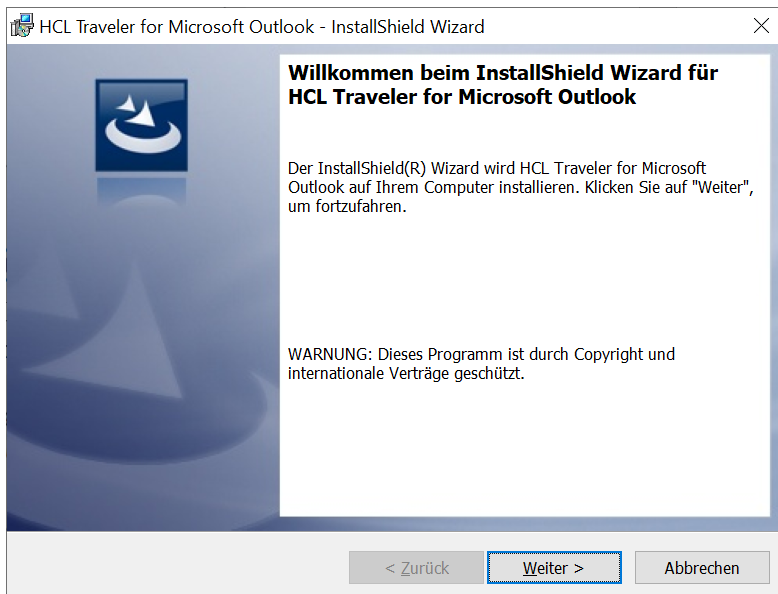 HCL Traveler for Microsoft Outlook - InstallShield Wizard
Willkommen beim InstallShield Wizard für
HCL Traveler for Microsoft Outlook
Der InstallShield(R) Wizard wird HCL Traveler for Microsoft
Outlook auf Ihrem Computer installieren. Klicken Sie auf "Weiter",
um fortzufahren.
WARNUNG: Dieses Programm ist durch Copyright und
internationale Verträge geschützt.
< Zurück Weiter > Abbrechen